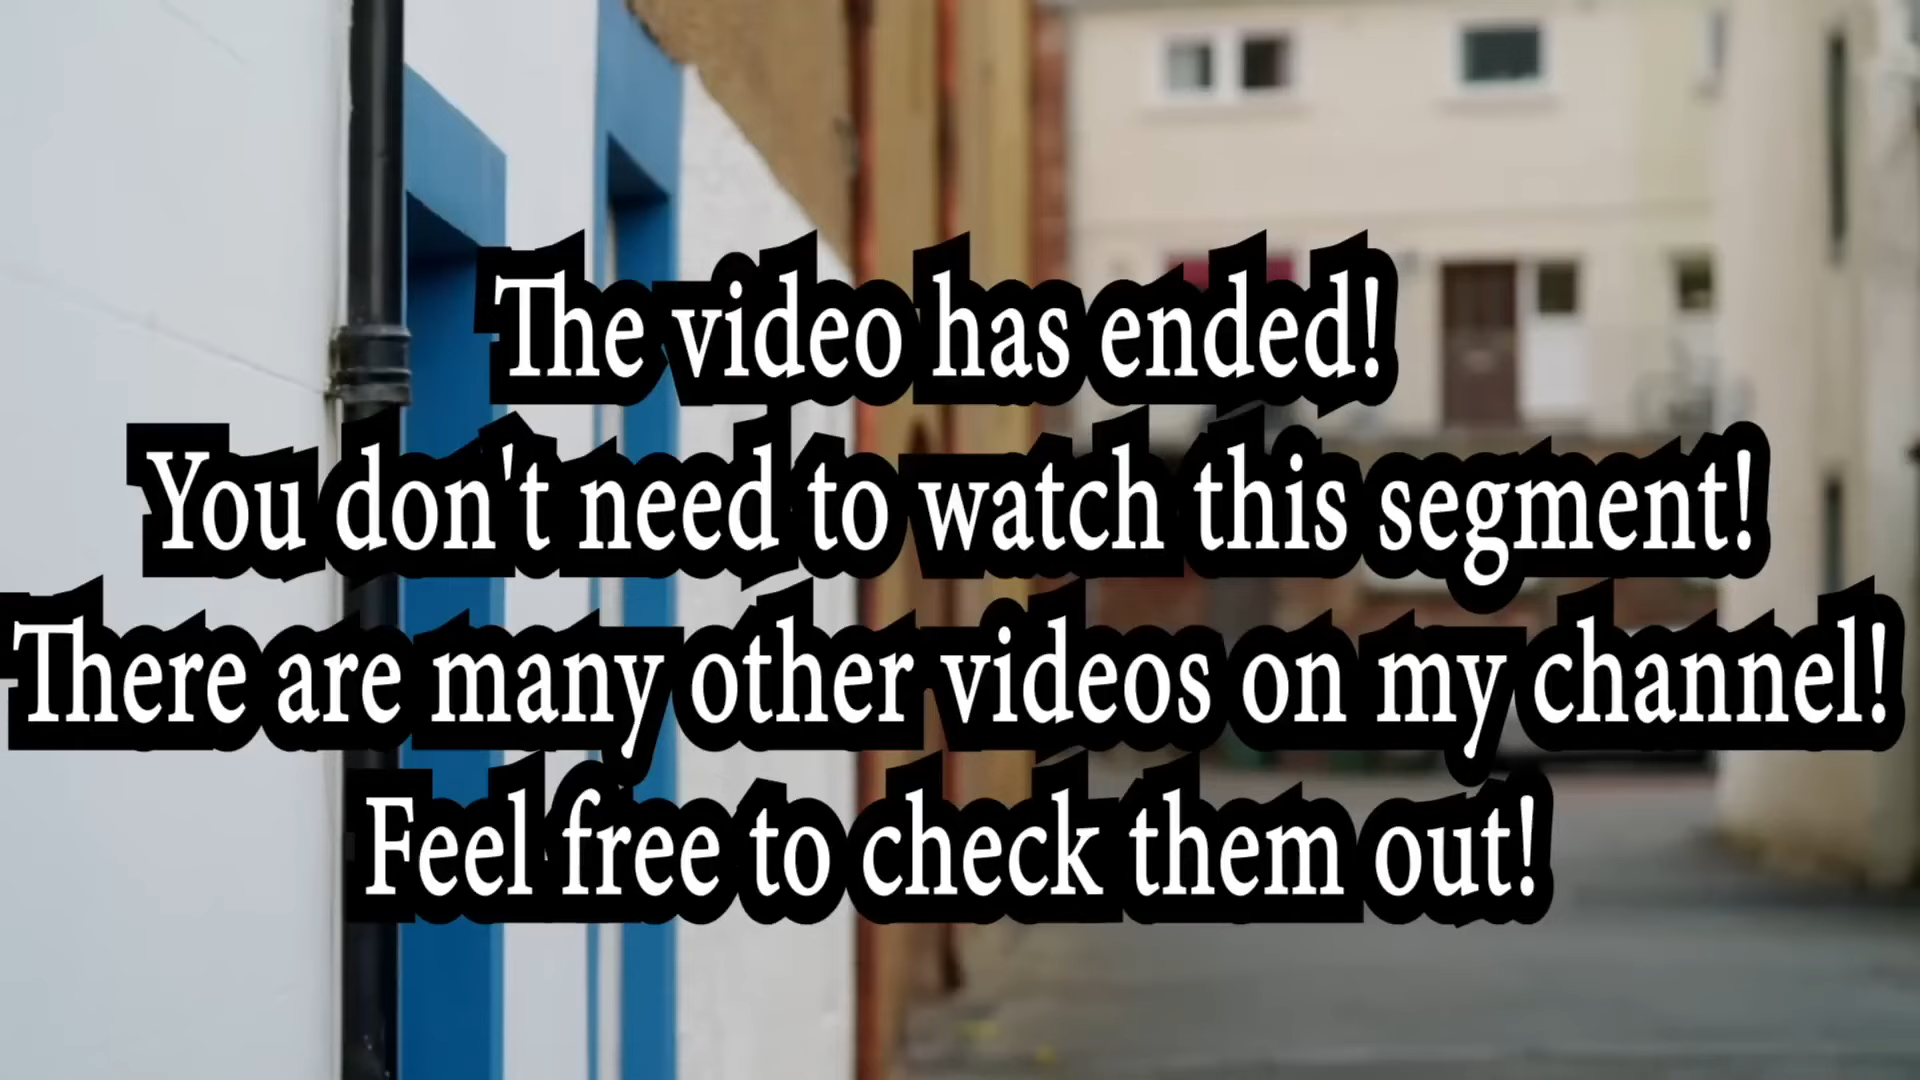 The video has ended!
You don't need to watch this segment!
There are many other videos on my channel!
Feel free to check them out!